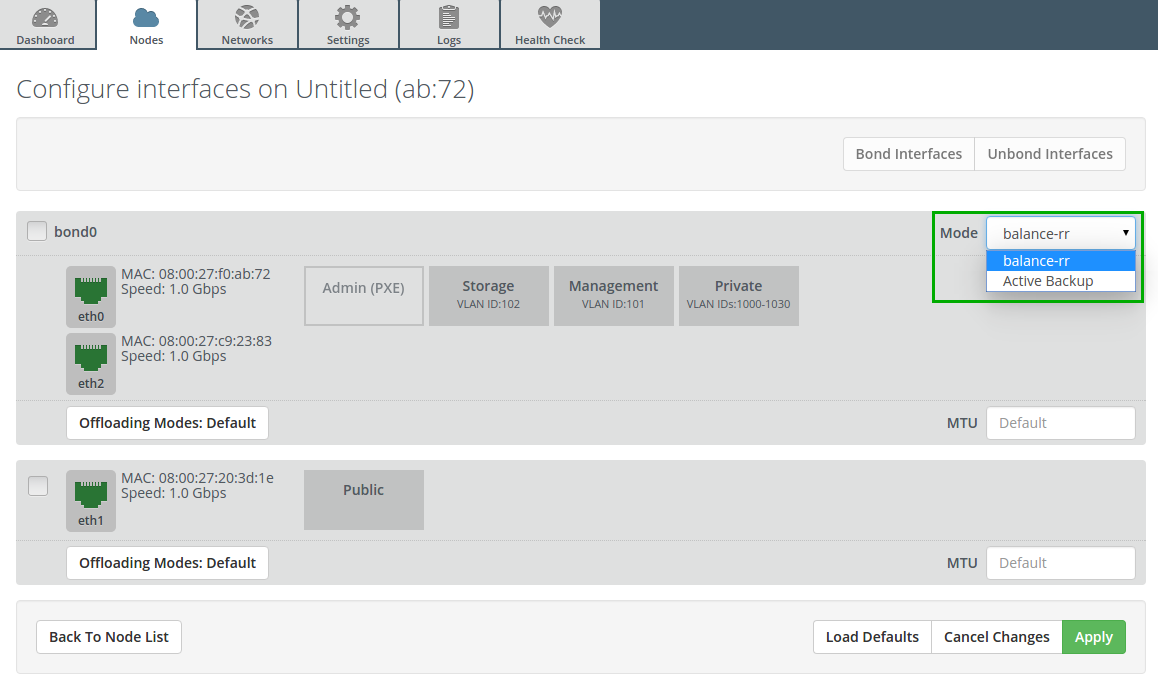 Dashboard
Nodes
Networks
Settings
Logs
Health Check
Configure interfaces on Untitled (ab:72)
Bond Interfaces
Unbond Interfaces
bond0
Mode
balance-rr
balance-rr
Active Backup
eth0
MAC: 08:00:27:f0:ab:72
Speed: 1.0 Gbps
Admin (PXE)
Storage
VLAN ID:102
Management
VLAN ID:101
Private
VLAN IDs:1000-1030
eth2
MAC: 08:00:27:c9:23:83
Speed: 1.0 Gbps
Offloading Modes: Default
MTU
Default
eth1
MAC: 08:00:27:20:3d:1e
Speed: 1.0 Gbps
Public
Offloading Modes: Default
MTU
Default
Back To Node List
Load Defaults
Cancel Changes
Apply